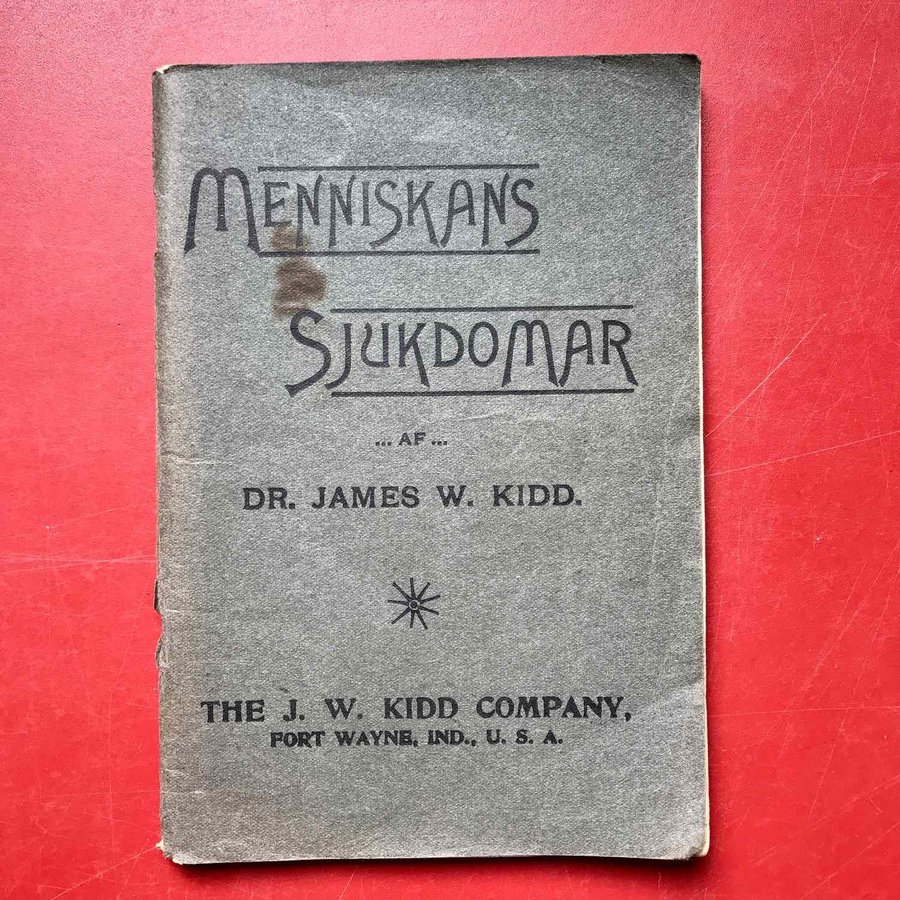 MENNISKANS
SJUKDOMAR
... AF ...
DR. JAMES W. KIDD.
THE J. W. KIDD COMPANY,
FORT WAYNE, IND., U. S. A.